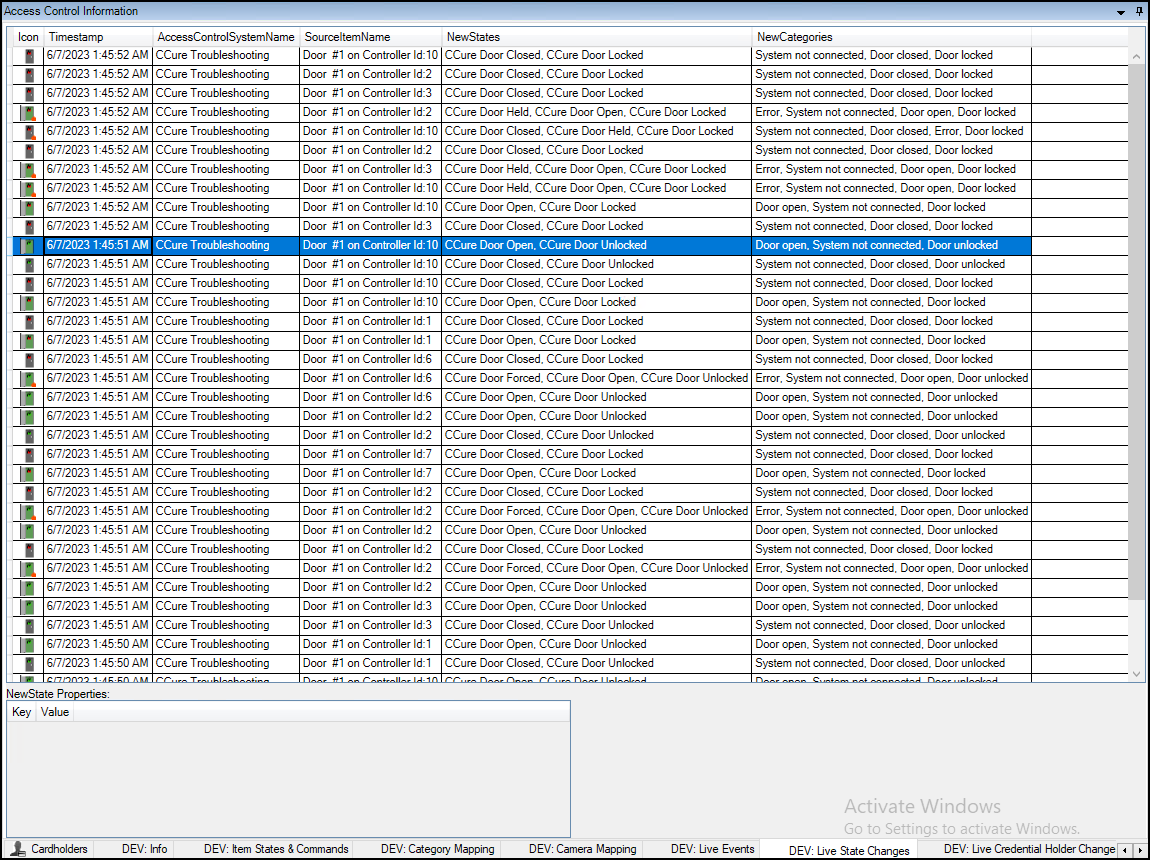 Access Control Information
Icon Timestamp AccessControlSystemName SourceItemName NewStates NewCategories
6/7/2023 1:45:52 AM CCure Troubleshooting Door #1 on Controller Id:10 CCure Door Closed, CCure Door Locked System not connected, Door closed, Door locked
6/7/2023 1:45:52 AM CCure Troubleshooting Door #1 on Controller Id:2 CCure Door Closed, CCure Door Locked System not connected, Door closed, Door locked
6/7/2023 1:45:52 AM CCure Troubleshooting Door #1 on Controller Id:3 CCure Door Closed, CCure Door Locked System not connected, Door closed, Door locked
6/7/2023 1:45:52 AM CCure Troubleshooting Door #1 on Controller Id:2 CCure Door Held, CCure Door Open, CCure Door Locked Error, System not connected, Door open, Door locked
6/7/2023 1:45:52 AM CCure Troubleshooting Door #1 on Controller Id:10 CCure Door Closed, CCure Door Held, CCure Door Locked System not connected, Door closed, Error, Door locked
6/7/2023 1:45:52 AM CCure Troubleshooting Door #1 on Controller Id:2 CCure Door Closed, CCure Door Locked System not connected, Door closed, Door locked
6/7/2023 1:45:52 AM CCure Troubleshooting Door #1 on Controller Id:3 CCure Door Held, CCure Door Open, CCure Door Locked Error, System not connected, Door open, Door locked
6/7/2023 1:45:52 AM CCure Troubleshooting Door #1 on Controller Id:10 CCure Door Held, CCure Door Open, CCure Door Locked Error, System not connected, Door open, Door locked
6/7/2023 1:45:52 AM CCure Troubleshooting Door #1 on Controller Id:10 CCure Door Open, CCure Door Locked Door open, System not connected, Door locked
6/7/2023 1:45:52 AM CCure Troubleshooting Door #1 on Controller Id:3 CCure Door Closed, CCure Door Locked System not connected, Door closed, Door locked
6/7/2023 1:45:51 AM CCure Troubleshooting Door #1 on Controller Id:10 CCure Door Open, CCure Door Unlocked Door open, System not connected, Door unlocked
6/7/2023 1:45:51 AM CCure Troubleshooting Door #1 on Controller Id:10 CCure Door Closed, CCure Door Unlocked System not connected, Door closed, Door unlocked
6/7/2023 1:45:51 AM CCure Troubleshooting Door #1 on Controller Id:10 CCure Door Closed, CCure Door Locked System not connected, Door closed, Door locked
6/7/2023 1:45:51 AM CCure Troubleshooting Door #1 on Controller Id:10 CCure Door Open, CCure Door Locked Door open, System not connected, Door locked
6/7/2023 1:45:51 AM CCure Troubleshooting Door #1 on Controller Id:1 CCure Door Closed, CCure Door Locked System not connected, Door closed, Door locked
6/7/2023 1:45:51 AM CCure Troubleshooting Door #1 on Controller Id:1 CCure Door Open, CCure Door Locked Door open, System not connected, Door locked
6/7/2023 1:45:51 AM CCure Troubleshooting Door #1 on Controller Id:6 CCure Door Closed, CCure Door Locked System not connected, Door closed, Door locked
6/7/2023 1:45:51 AM CCure Troubleshooting Door #1 on Controller Id:6 CCure Door Forced, CCure Door Open, CCure Door Unlocked Error, System not connected, Door open, Door unlocked
6/7/2023 1:45:51 AM CCure Troubleshooting Door #1 on Controller Id:6 CCure Door Open, CCure Door Unlocked Door open, System not connected, Door unlocked
6/7/2023 1:45:51 AM CCure Troubleshooting Door #1 on Controller Id:2 CCure Door Open, CCure Door Unlocked Door open, System not connected, Door unlocked
6/7/2023 1:45:51 AM CCure Troubleshooting Door #1 on Controller Id:2 CCure Door Closed, CCure Door Unlocked System not connected, Door closed, Door unlocked
6/7/2023 1:45:51 AM CCure Troubleshooting Door #1 on Controller Id:7 CCure Door Closed, CCure Door Locked System not connected, Door closed, Door locked
6/7/2023 1:45:51 AM CCure Troubleshooting Door #1 on Controller Id:7 CCure Door Open, CCure Door Locked Door open, System not connected, Door locked
6/7/2023 1:45:51 AM CCure Troubleshooting Door #1 on Controller Id:2 CCure Door Closed, CCure Door Locked System not connected, Door closed, Door locked
6/7/2023 1:45:51 AM CCure Troubleshooting Door #1 on Controller Id:2 CCure Door Forced, CCure Door Open, CCure Door Unlocked Error, System not connected, Door open, Door unlocked
6/7/2023 1:45:51 AM CCure Troubleshooting Door #1 on Controller Id:2 CCure Door Open, CCure Door Unlocked Door open, System not connected, Door unlocked
6/7/2023 1:45:51 AM CCure Troubleshooting Door #1 on Controller Id:2 CCure Door Closed, CCure Door Locked System not connected, Door closed, Door locked
6/7/2023 1:45:51 AM CCure Troubleshooting Door #1 on Controller Id:2 CCure Door Forced, CCure Door Open, CCure Door Unlocked Error, System not connected, Door open, Door unlocked
6/7/2023 1:45:51 AM CCure Troubleshooting Door #1 on Controller Id:2 CCure Door Open, CCure Door Unlocked Door open, System not connected, Door unlocked
6/7/2023 1:45:51 AM CCure Troubleshooting Door #1 on Controller Id:3 CCure Door Open, CCure Door Unlocked Door open, System not connected, Door unlocked
6/7/2023 1:45:51 AM CCure Troubleshooting Door #1 on Controller Id:3 CCure Door Closed, CCure Door Unlocked System not connected, Door closed, Door unlocked
6/7/2023 1:45:50 AM CCure Troubleshooting Door #1 on Controller Id:1 CCure Door Open, CCure Door Unlocked Door open, System not connected, Door unlocked
6/7/2023 1:45:50 AM CCure Troubleshooting Door #1 on Controller Id:1 CCure Door Closed, CCure Door Unlocked System not connected, Door closed, Door unlocked
6/7/2023 1:45:50 AM CCure Troubleshooting Door #1 on Controller Id:10 CCure Door Open, CCure Door Unlocked Door open, System not connected, Door unlocked
NewState Properties:
Key Value
Activate Windows
Go to Settings to activate Windows.
Cardholders DEV: Info DEV: Item States & Commands DEV: Category Mapping DEV: Camera Mapping DEV: Live Events DEV: Live State Changes DEV: Live Credential Holder Change